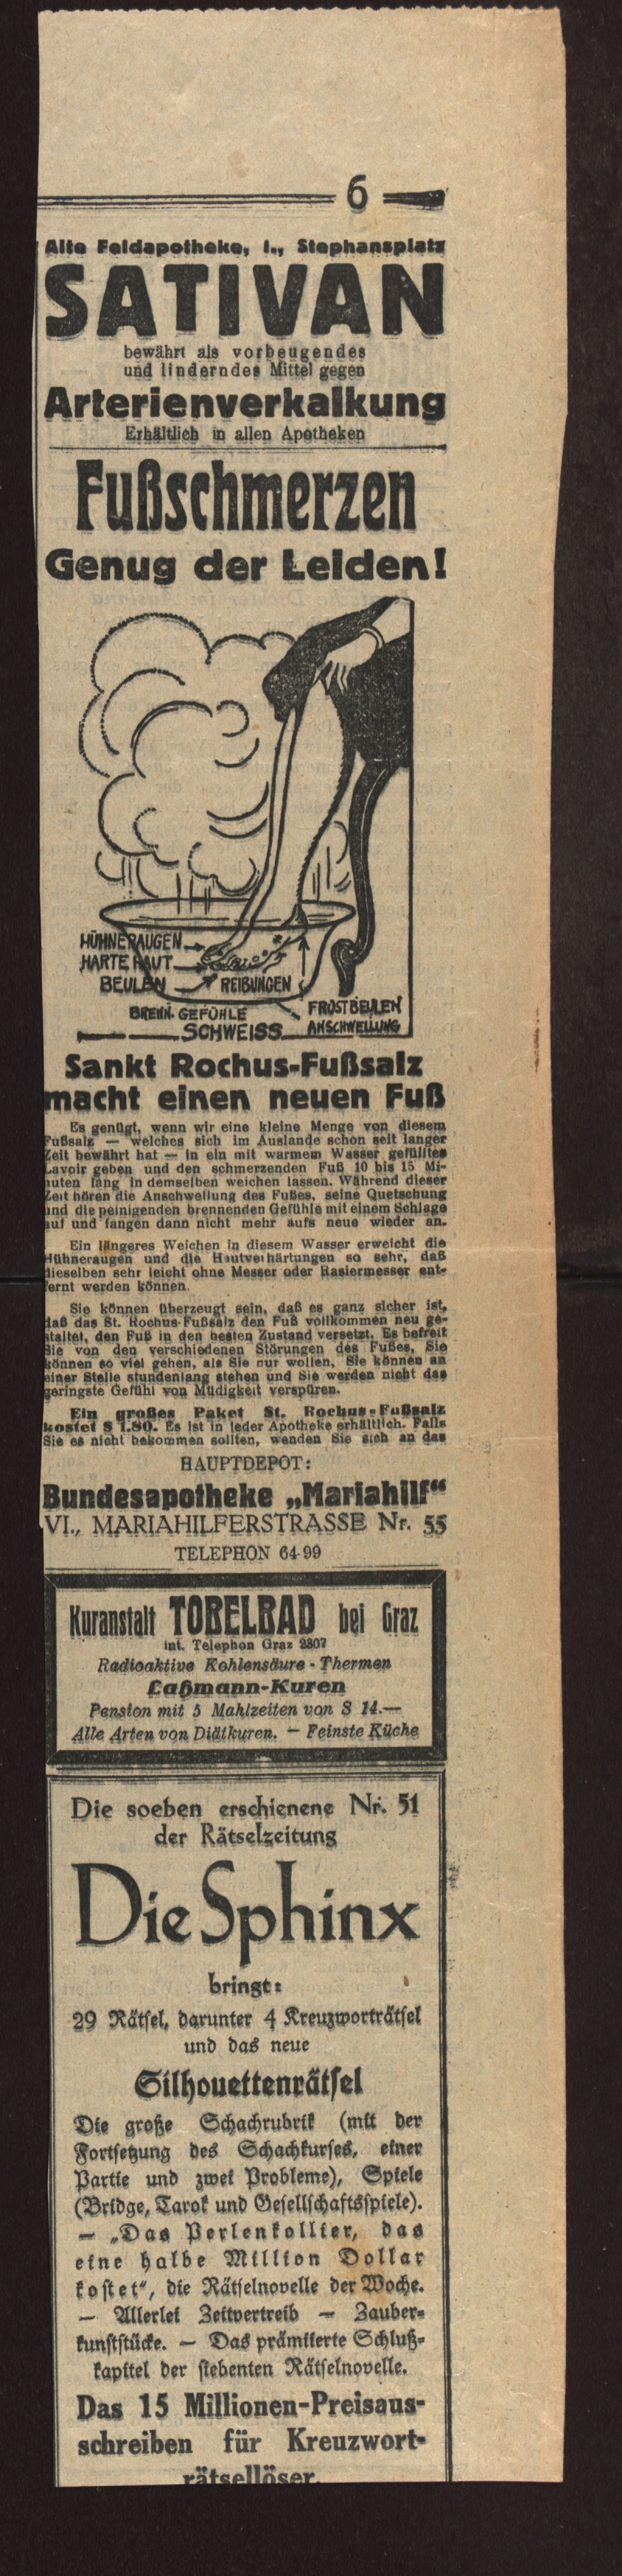 6
Alte Feldapotheke, I., Stephansplatz
SATIVAN
bewährt als vorbeugendes
und linderndes Mittel gegen
Arterienverkalkung
Erhältlich in allen Apotheken
Fußschmerzen
Genug der Leiden!
HÜHNERAUGEN
HARTE HAUT
BEULEN
REIBUNGEN
BRENN. GEFÜHLE
FROSTBEULEN
SCHWEISS
ANSCHWELLUNG
Sankt Rochus-Fußsalz
macht einen neuen Fuß
Es genügt, wenn wir eine kleine Menge von diesem
Fußsalz — welches sich im Auslande schon seit langer
Zeit bewährt hat — in ein mit warmem Wasser gefülltes
Lavoir geben und den schmerzenden Fuß 10 bis 15 Mi-
nuten lang in demselben weichen lassen. Während dieser
Zeit hören die Anschwellung des Fußes, seine Quetschung
und die peinigenden brennenden Gefühle mit einem Schlage
auf und fangen dann nicht mehr aufs neue wieder an.
Ein längeres Weichen in diesem Wasser erweicht die
Hühneraugen und die Hautverhärtungen so sehr, daß
dieselben sehr leicht ohne Messer oder Rasiermesser ent-
fernt werden können.
Sie können überzeugt sein, daß es ganz sicher ist,
daß das St. Rochus-Fußsalz den Fuß vollkommen neu ge-
staltet, den Fuß in den besten Zustand versetzt. Es befreit
Sie von den verschiedenen Störungen des Fußes, Sie
können so viel gehen, als Sie nur wollen, Sie können an
einer Stelle stundenlang stehen und Sie werden nicht das
geringste Gefühl von Müdigkeit verspüren.
Ein großes Paket St. Rochus-Fußsalz
kostet S 1.80. Es ist in jeder Apotheke erhältlich. Falls
Sie es nicht bekommen sollten, wenden Sie sich an das
HAUPTDEPOT:
Bundesapotheke „Mariahilf“
VI., MARIAHILFERSTRASSE Nr. 55
TELEPHON 64-99
Kuranstalt TOBELBAD bei Graz
int. Telephon Graz 2307
Radioaktive Kohlensäure-Thermen
Laßmann-Kuren
Pension mit 5 Mahlzeiten von S 14.—
Alle Arten von Diätkuren. — Feinste Küche
Die soeben erschienene Nr. 51
der Rätselzeitung
Die Sphinx
bringt:
29 Rätsel, darunter 4 Kreuzworträtsel
und das neue
Silhouettenrätsel
Die große Schachrubrik (mit der
Fortsetzung des Schachkurses, einer
Partie und zwei Probleme), Spiele
(Bridge, Tarok und Gesellschaftsspiele).
— „Das Perlenkollier, das
eine halbe Million Dollar
kostet“, die Rätselnovelle der Woche.
— Allerlei Zeitvertreib — Zauber-
kunststücke. — Das prämiierte Schluß-
kapitel der siebenten Rätselnovelle.
Das 15 Millionen-Preisaus-
schreiben für Kreuzwort-
rätsellöser.